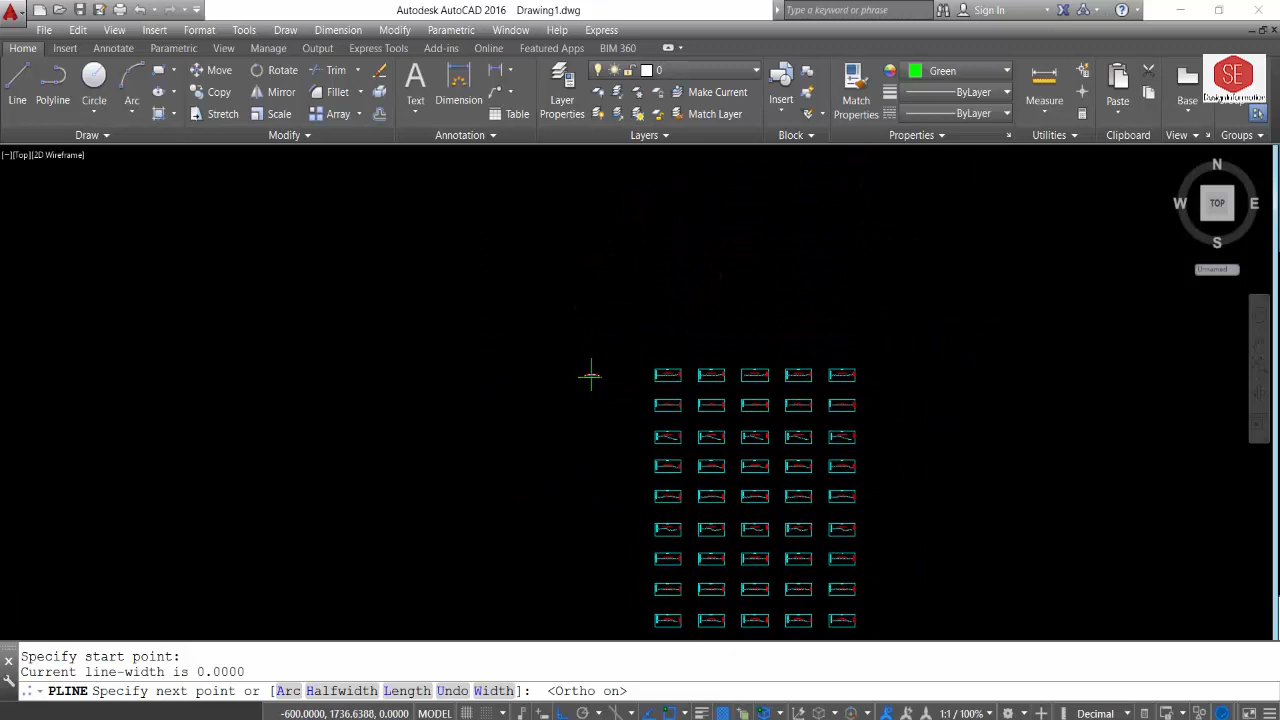 Autodesk AutoCAD 2016 Drawing1.dwg
Type a keyword or phrase
Sign In
File Edit View Insert Format Tools Draw Dimension Modify Parametric Window Help Express
Home Insert Annotate Parametric View Manage Output Express Tools Add-ins Online Featured Apps BIM 360
Line Polyline Circle Arc
Move Rotate Trim
Copy Mirror Fillet
Stretch Scale Array
Text Dimension Table
Layer Properties
0
Make Current
Match Layer
Insert
Match Properties
Green
ByLayer
ByLayer
Measure
Paste
Base
SE
Draw Modify Annotation Layers Block Properties Utilities Clipboard View Groups
[−][Top][2D Wireframe]
N
W TOP E
S
Unnamed
Specify start point:
Current line-width is 0.0000
PLINE Specify next point or [Arc Halfwidth Length Undo Width]: <Ortho on>
-600.0000, 1736.6388, 0.0000 MODEL 1:1 / 100% Decimal